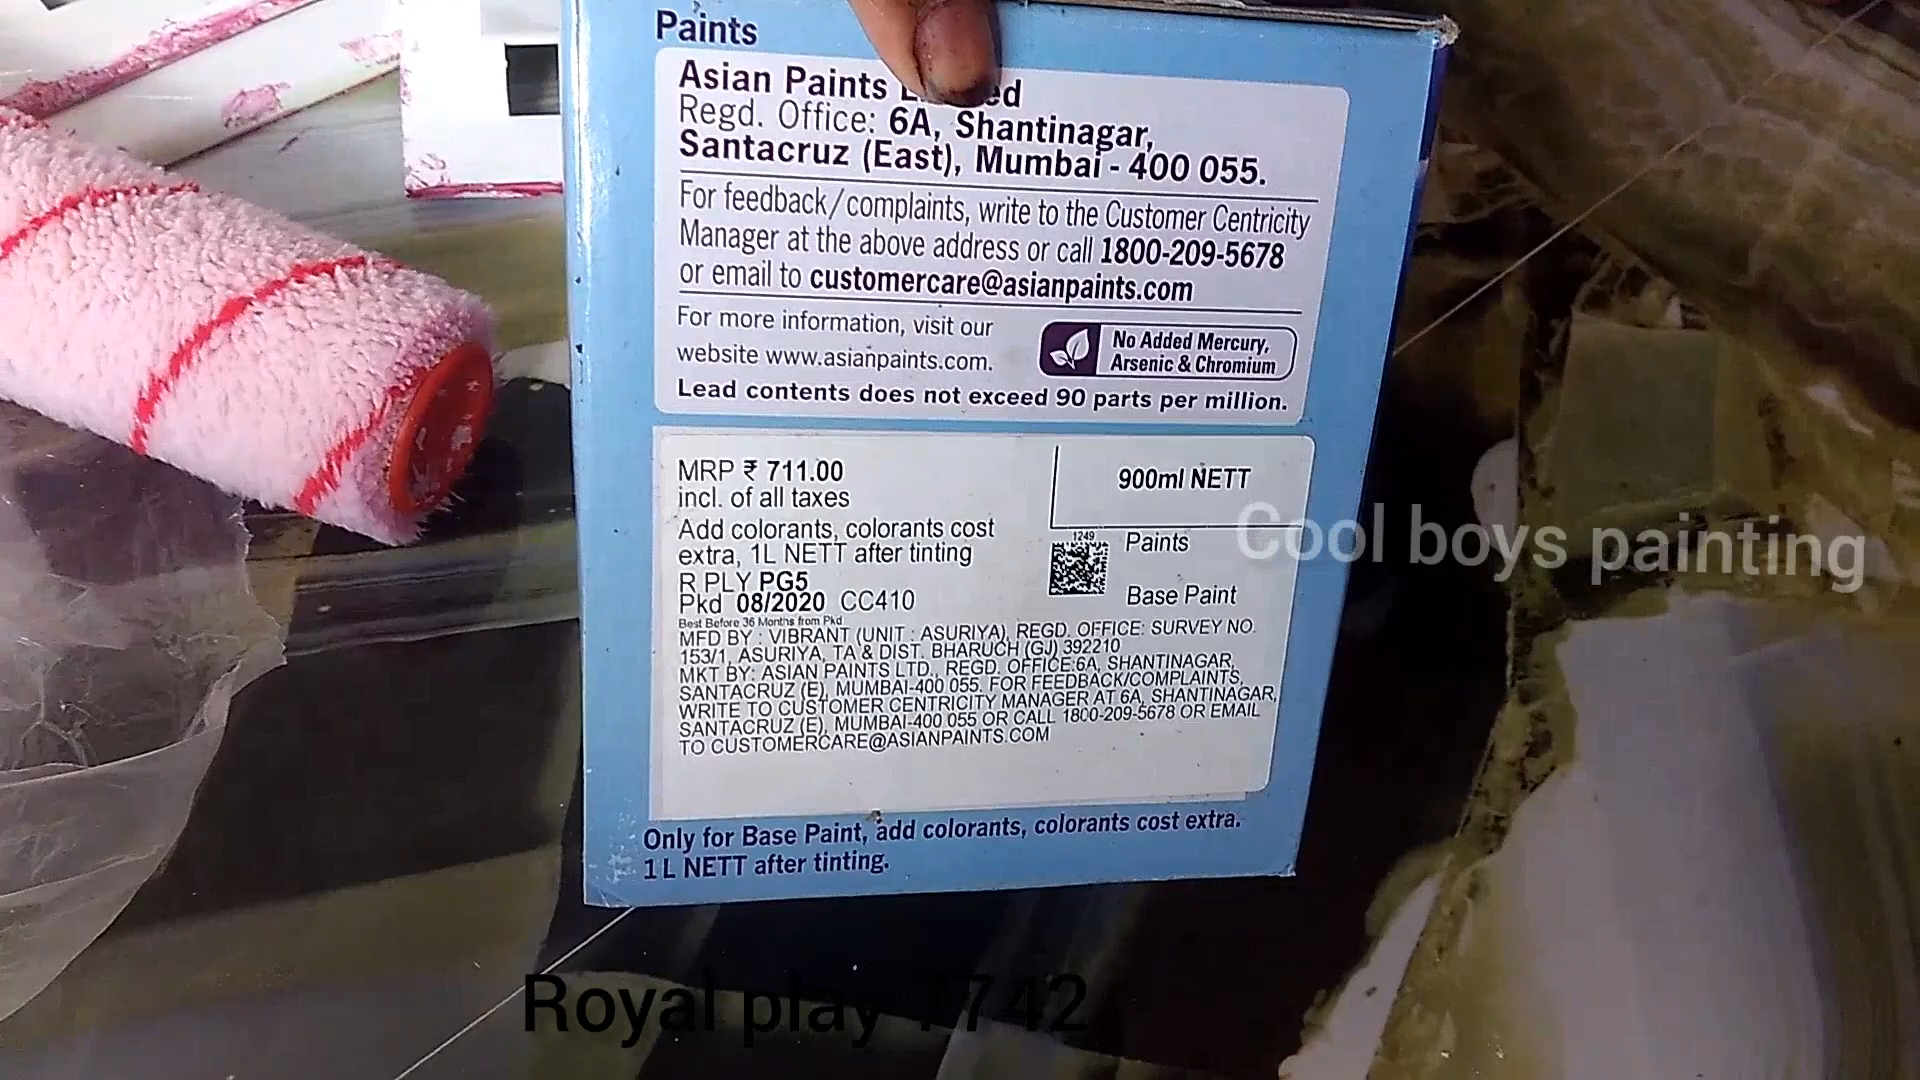 Paints
Asian Paints
Regd. Office: 6A, Shantinagar,
Santacruz (East), Mumbai - 400 055.
For feedback/complaints, write to the Customer Centricity
Manager at the above address or call 1800-209-5678
or email to customercare@asianpaints.com
For more information, visit our
website www.asianpaints.com.
No Added Mercury,
Arsenic & Chromium
Lead contents does not exceed 90 parts per million.
MRP ₹ 711.00
incl. of all taxes
Add colorants, colorants cost
extra, 1L NETT after tinting
R PLY PG5
Pkd 08/2020 CC410
Best Before 36 Months from Pkd
900ml NETT
1249
Paints
Base Paint
MFD BY : VIBRANT (UNIT : ASURIYA), REGD. OFFICE: SURVEY NO.
153/1, ASURIYA, TA & DIST. BHARUCH (GJ) 392210
MKT BY: ASIAN PAINTS LTD., REGD. OFFICE:6A, SHANTINAGAR,
SANTACRUZ (E), MUMBAI-400 055. FOR FEEDBACK/COMPLAINTS,
WRITE TO CUSTOMER CENTRICITY MANAGER AT 6A, SHANTINAGAR,
SANTACRUZ (E), MUMBAI-400 055 OR CALL 1800-209-5678 OR EMAIL
TO CUSTOMERCARE@ASIANPAINTS.COM
Only for Base Paint, add colorants, colorants cost extra.
1 L NETT after tinting.
Cool boys painting
Royal play